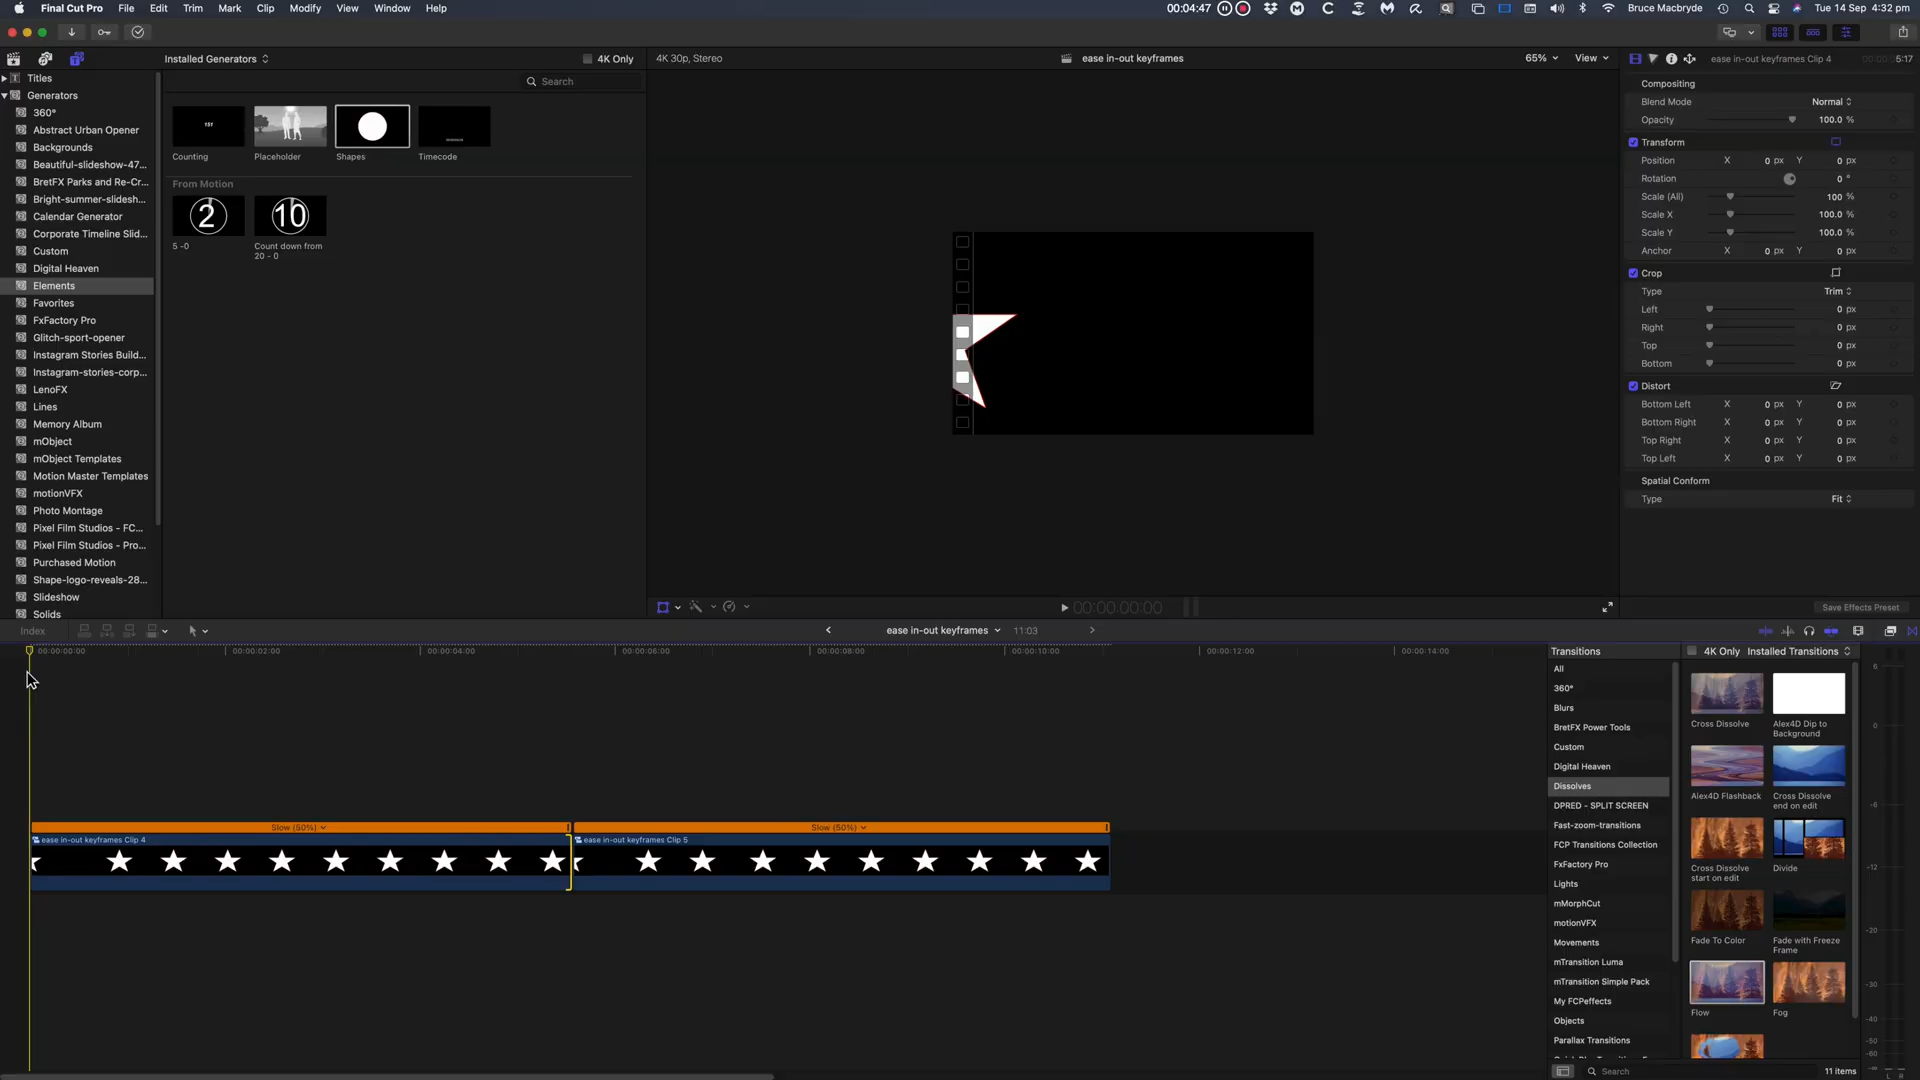 Final Cut Pro File Edit Trim Mark Clip Modify View Window Help 00:04:47 Bruce Macbryde Tue 14 Sep 4:32 pm
Installed Generators 4K Only 4K 30p, Stereo ease in-out keyframes 65% View ease in-out keyframes Clip 4 5:17
Search
Titles
Generators
360°
Abstract Urban Opener
Backgrounds
Beautiful-slideshow-47...
BretFX Parks and Re-Cr...
Bright-summer-slidesh...
Calendar Generator
Corporate Timeline Slid...
Custom
Digital Heaven
Elements
Favorites
FxFactory Pro
Glitch-sport-opener
Instagram Stories Build...
Instagram-stories-corp...
LenoFX
Lines
Memory Album
mObject
mObject Templates
Motion Master Templates
motionVFX
Photo Montage
Pixel Film Studios - FC...
Pixel Film Studios - Pro...
Purchased Motion
Shape-logo-reveals-28...
Slideshow
Solids
151
Counting Placeholder Shapes Timecode
From Motion
2 10
5 -0 Count down from
20 - 0
Compositing
Blend Mode Normal
Opacity 100.0 %
Transform
Position X 0 px Y 0 px
Rotation 0 °
Scale (All) 100 %
Scale X 100.0 %
Scale Y 100.0 %
Anchor X 0 px Y 0 px
Crop
Type Trim
Left 0 px
Right 0 px
Top 0 px
Bottom 0 px
Distort
Bottom Left X 0 px Y 0 px
Bottom Right X 0 px Y 0 px
Top Right X 0 px Y 0 px
Top Left X 0 px Y 0 px
Spatial Conform
Type Fit
00:00:00:00 Save Effects Preset
Index ease in-out keyframes 11:03
00:00:00:00 00:00:02:00 00:00:04:00 00:00:06:00 00:00:08:00 00:00:10:00 00:00:12:00 00:00:14:00
Slow (50%) Slow (50%)
ease in-out keyframes Clip 4 ease in-out keyframes Clip 5
Transitions 4K Only Installed Transitions
All
360°
Blurs
BretFX Power Tools
Custom
Digital Heaven
Dissolves
DPRED - SPLIT SCREEN
Fast-zoom-transitions
FCP Transitions Collection
FxFactory Pro
Lights
mMorphCut
motionVFX
Movements
mTransition Luma
mTransition Simple Pack
My FCPeffects
Objects
Parallax Transitions
Cross Dissolve Alex4D Dip to
Background
Alex4D Flashback Cross Dissolve
end on edit
Cross Dissolve
start on edit
Divide
Fade To Color Fade with Freeze
Frame
Flow Fog
Search 11 items
6
0
-6
-12
-20
-30
-40
-50
L R